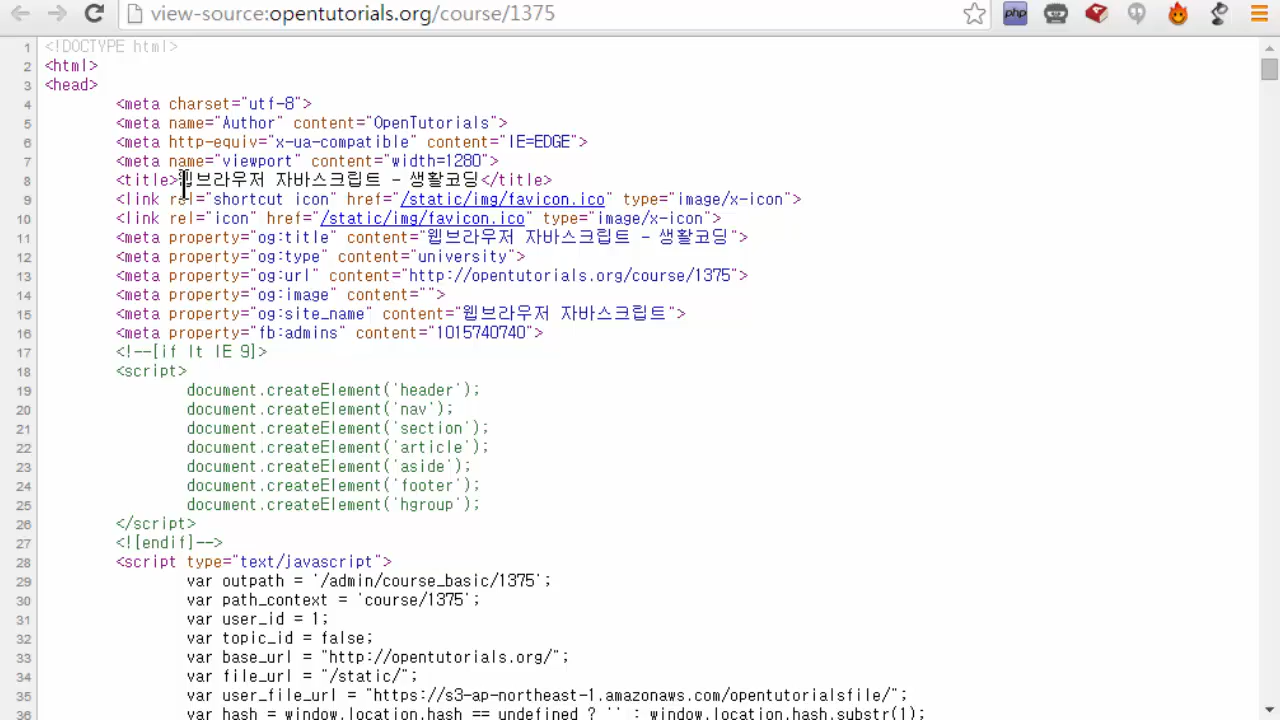 view-source:opentutorials.org/course/1375
php
1 <!DOCTYPE html>
2 <html>
3 <head>
4 <meta charset="utf-8">
5 <meta name="Author" content="OpenTutorials">
6 <meta http-equiv="x-ua-compatible" content="IE=EDGE">
7 <meta name="viewport" content="width=1280">
8 <title>웹브라우저 자바스크립트 - 생활코딩</title>
9 <link rel="shortcut icon" href="/static/img/favicon.ico" type="image/x-icon">
10 <link rel="icon" href="/static/img/favicon.ico" type="image/x-icon">
11 <meta property="og:title" content="웹브라우저 자바스크립트 - 생활코딩">
12 <meta property="og:type" content="university">
13 <meta property="og:url" content="http://opentutorials.org/course/1375">
14 <meta property="og:image" content="">
15 <meta property="og:site_name" content="웹브라우저 자바스크립트">
16 <meta property="fb:admins" content="1015740740">
17 <!--[if lt IE 9]>
18 <script>
19 document.createElement('header');
20 document.createElement('nav');
21 document.createElement('section');
22 document.createElement('article');
23 document.createElement('aside');
24 document.createElement('footer');
25 document.createElement('hgroup');
26 </script>
27 <![endif]-->
28 <script type="text/javascript">
29 var outpath = '/admin/course_basic/1375';
30 var path_context = 'course/1375';
31 var user_id = 1;
32 var topic_id = false;
33 var base_url = "http://opentutorials.org/";
34 var file_url = "/static/";
35 var user_file_url = "https://s3-ap-northeast-1.amazonaws.com/opentutorialsfile/";
36 var hash = window.location.hash == undefined ? '' : window.location.hash.substr(1);